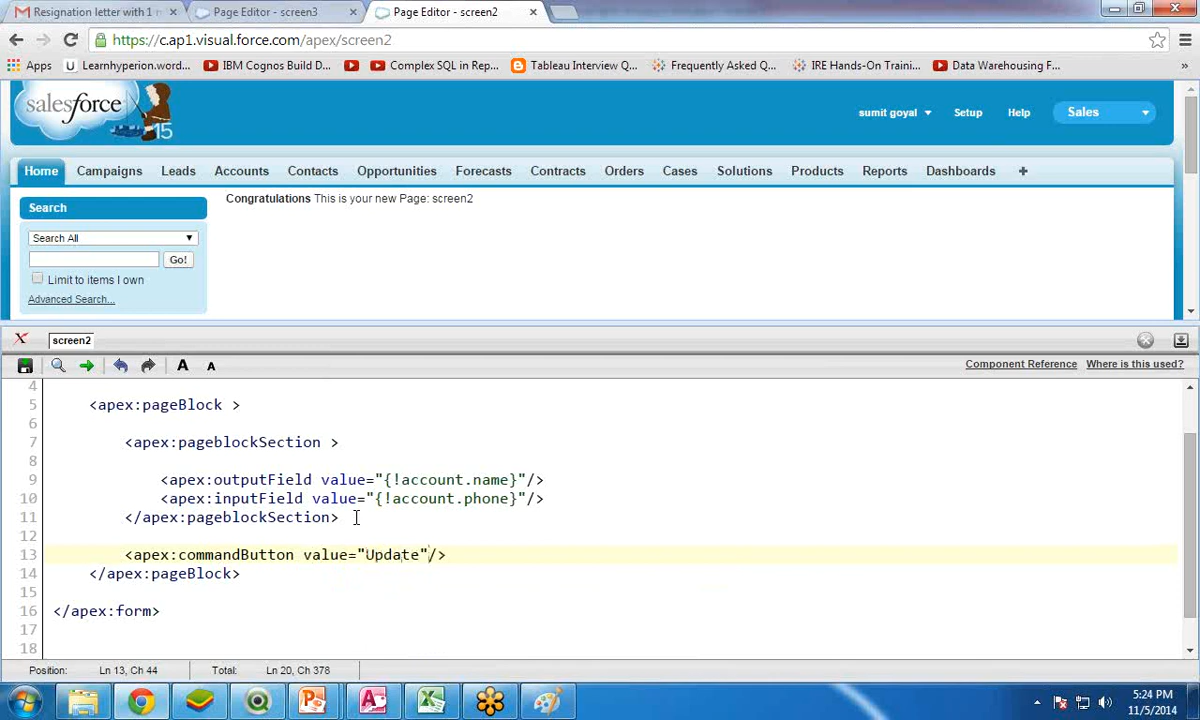 Resignation letter with 1
Page Editor - screen3
Page Editor - screen2
https://c.ap1.visual.force.com/apex/screen2
Apps
Learnhyperion.word...
IBM Cognos Build D...
Complex SQL in Rep...
Tableau Interview Q...
Frequently Asked Q...
IRE Hands-On Traini...
Data Warehousing F...
»
salesforce
15
sumit goyal
Setup
Help
Sales
Home
Campaigns
Leads
Accounts
Contacts
Opportunities
Forecasts
Contracts
Orders
Cases
Solutions
Products
Reports
Dashboards
+
Search
Congratulations This is your new Page: screen2
Search All
Go!
Limit to items I own
Advanced Search...
screen2
A
A
Component Reference
Where is this used?
4
5 <apex:pageBlock >
6
7 <apex:pageblockSection >
8
9 <apex:outputField value="{!account.name}"/>
10 <apex:inputField value="{!account.phone}"/>
11 </apex:pageblockSection>
12
13 <apex:commandButton value="Update"/>
14 </apex:pageBlock>
15
16 </apex:form>
17
18
Position: Ln 13, Ch 44 Total: Ln 20, Ch 378
5:24 PM
11/5/2014